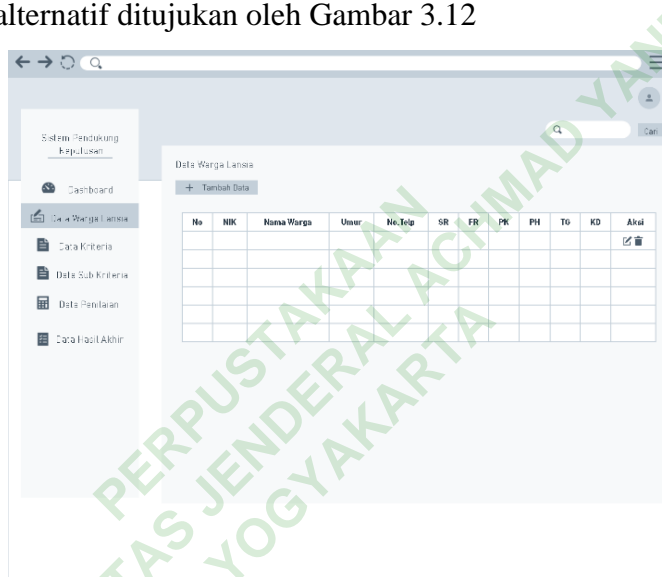 alternatif ditujukan oleh Gambar 3.12
Cari
Sistem Pendukung
Keputusan
Dashboard
Data Warga Lansia
Data Kriteria
Data Sub Kriteria
Data Penilaian
Data Hasil Akhir
Data Warga Lansia
+ Tambah Data
No NIK Nama Warga Umur No.Telp SR FR PK PH TG KD Aksi
PERPUSTAKAAN
TAS JENDERAL ACHMAD YANI
YOGYAKARTA